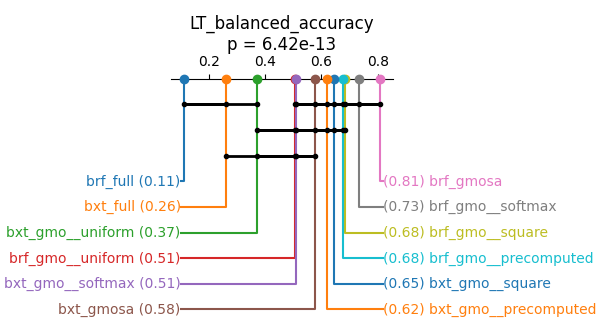 LT_balanced_accuracy
p = 6.42e-13
0.2 0.4 0.6 0.8
brf_full (0.11)
(0.81) brf_gmosa
bxt_full (0.26)
(0.73) brf_gmo__softmax
bxt_gmo__uniform (0.37)
(0.68) brf_gmo__square
brf_gmo__uniform (0.51)
(0.68) brf_gmo__precomputed
bxt_gmo__softmax (0.51)
(0.65) bxt_gmo__square
bxt_gmosa (0.58)
(0.62) bxt_gmo__precomputed